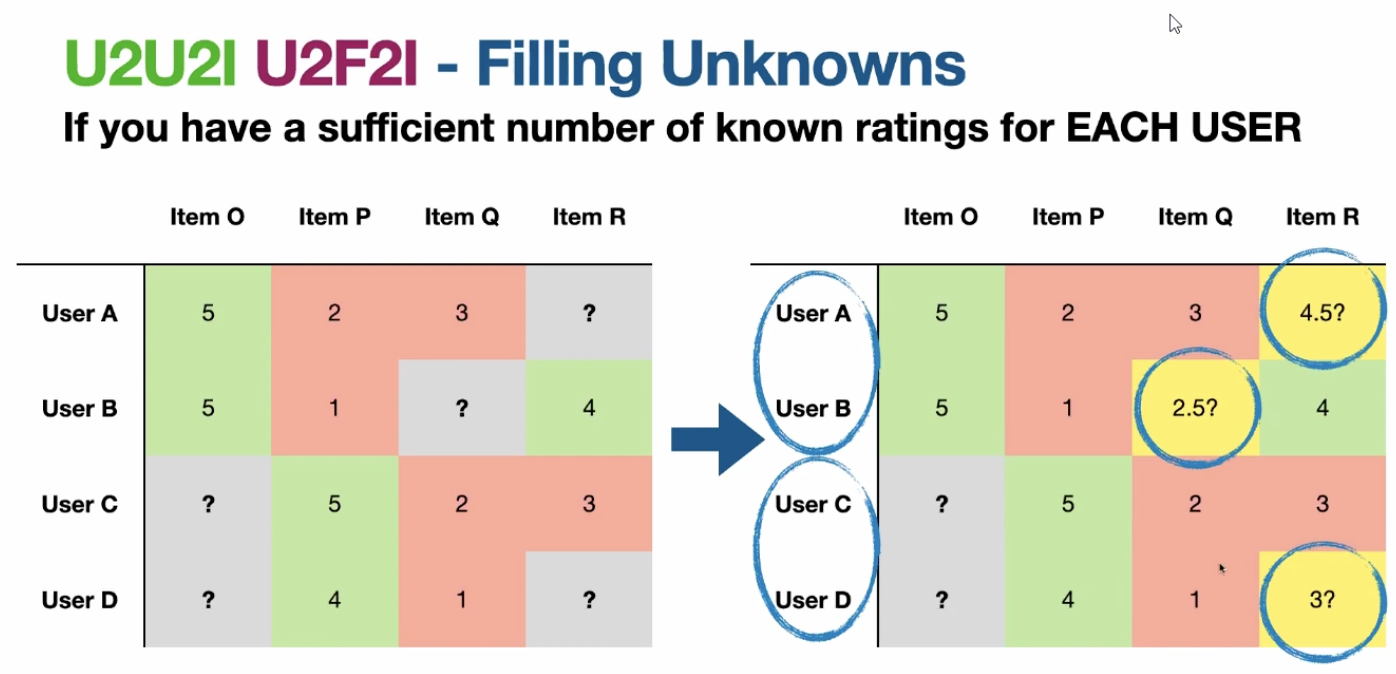 U2U2I U2F2I - Filling Unknowns
If you have a sufficient number of known ratings for EACH USER
Item O Item P Item Q Item R
User A 5 2 3 ?
User B 5 1 ? 4
User C ? 5 2 3
User D ? 4 1 ?
Item O Item P Item Q Item R
User A 5 2 3 4.5?
User B 5 1 2.5? 4
User C ? 5 2 3
User D ? 4 1 3?